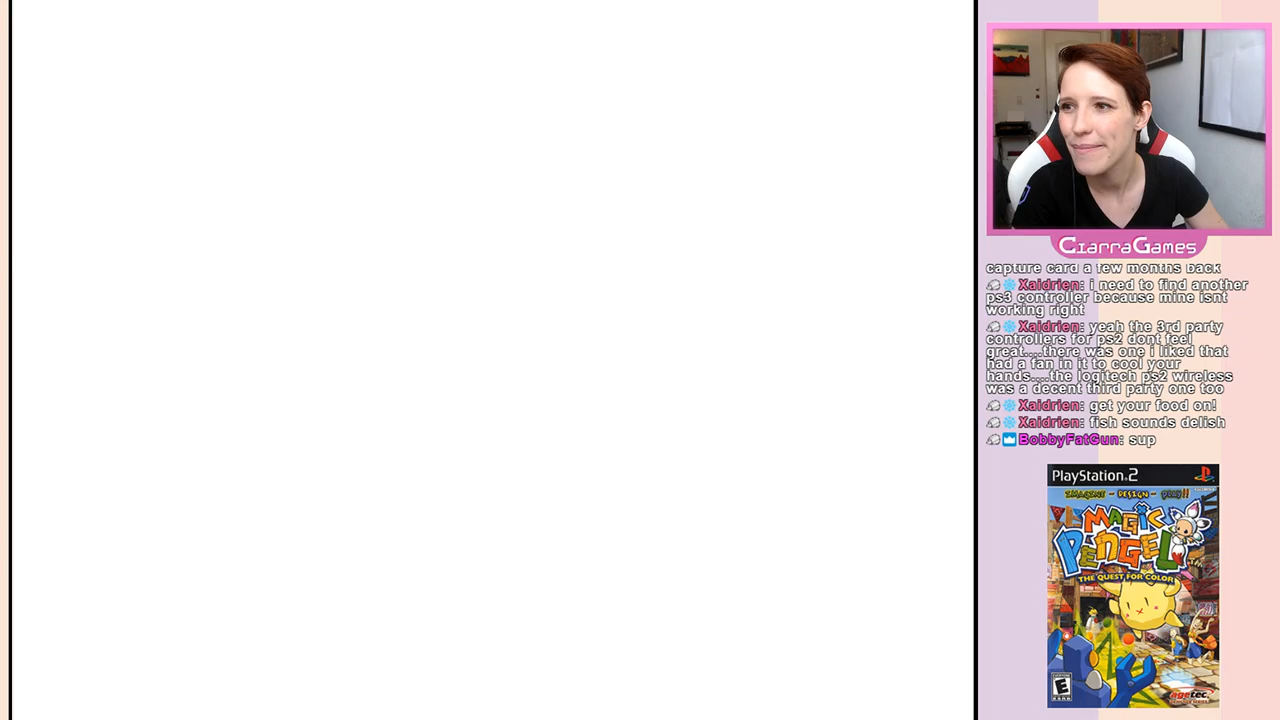 CiarraGames
capture card a few months back
Xaidrien: i need to find another
ps3 controller because mine isnt
working right
Xaidrien: yeah the 3rd party
controllers for ps2 dont feel
great....there was one i liked that
had a fan in it to cool your
hands....the logitech ps2 wireless
was a decent third party one too
Xaidrien: get your food on!
Xaidrien: fish sounds delish
BobbyFatGun: sup
PlayStation.2
IMAGINE - DESIGN - PLAY!!
MAGIC
PENGEL
TM
THE QUEST FOR COLOR
EVERYONE
E
agetec